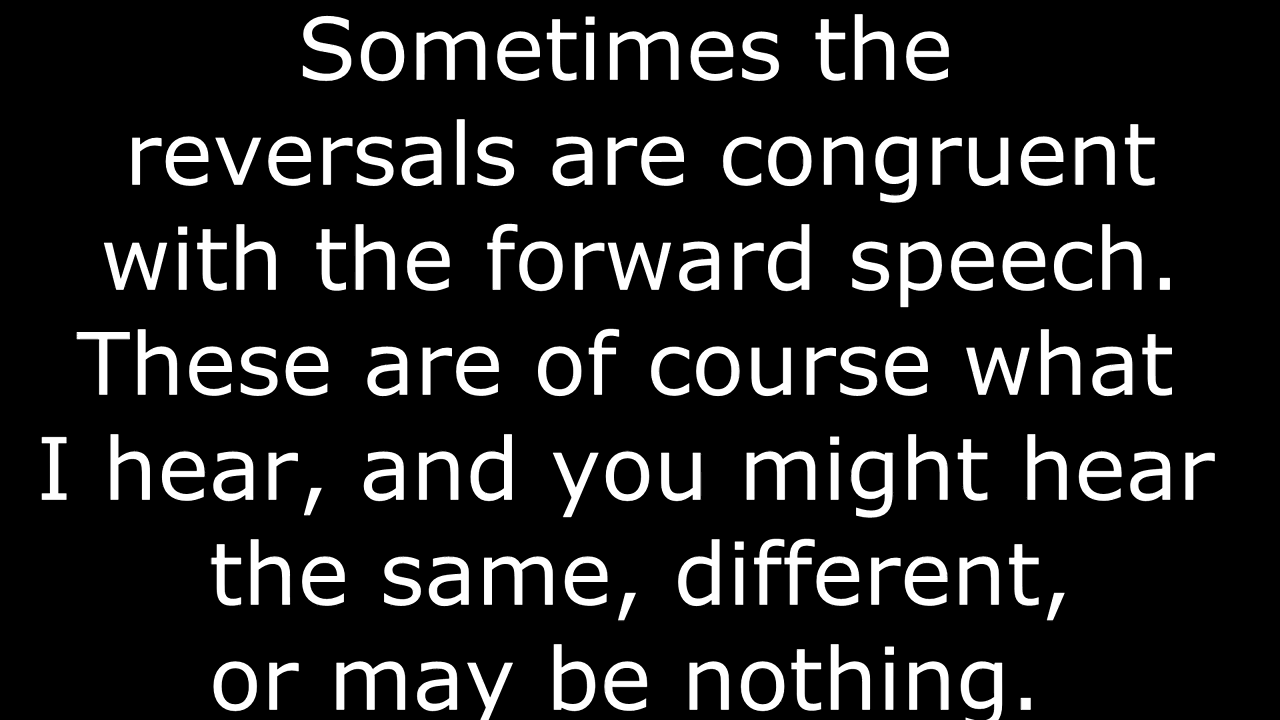 Sometimes the
reversals are congruent
with the forward speech.
These are of course what
I hear, and you might hear
the same, different,
or may be nothing.